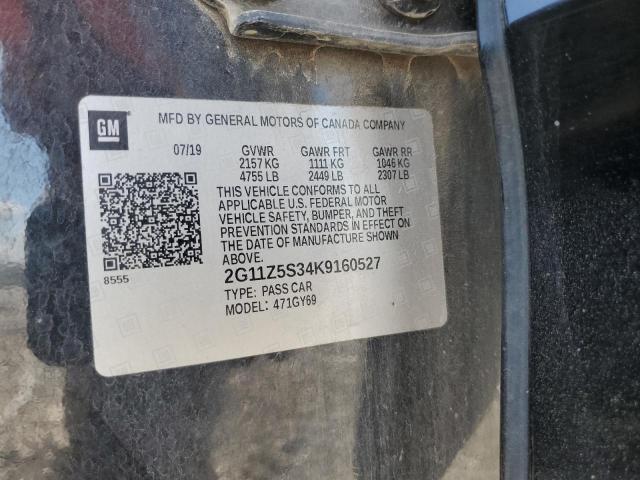 GM
MFD BY GENERAL MOTORS OF CANADA COMPANY
07/19 GVWR GAWR FRT GAWR RR
2157 KG 1111 KG 1046 KG
4755 LB 2449 LB 2307 LB
THIS VEHICLE CONFORMS TO ALL
APPLICABLE U.S. FEDERAL MOTOR
VEHICLE SAFETY, BUMPER, AND THEFT
PREVENTION STANDARDS IN EFFECT ON
THE DATE OF MANUFACTURE SHOWN
ABOVE.
8555
2G11Z5S34K9160527
TYPE: PASS CAR
MODEL: 471GY69